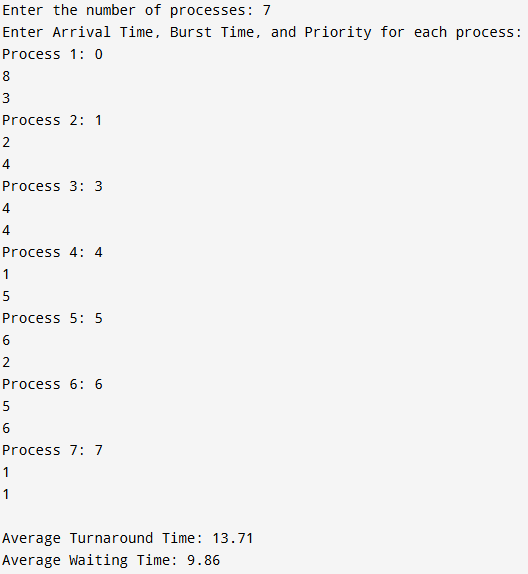 Enter the number of processes: 7
Enter Arrival Time, Burst Time, and Priority for each process:
Process 1: 0
8
3
Process 2: 1
2
4
Process 3: 3
4
4
Process 4: 4
1
5
Process 5: 5
6
2
Process 6: 6
5
6
Process 7: 7
1
1
Average Turnaround Time: 13.71
Average Waiting Time: 9.86